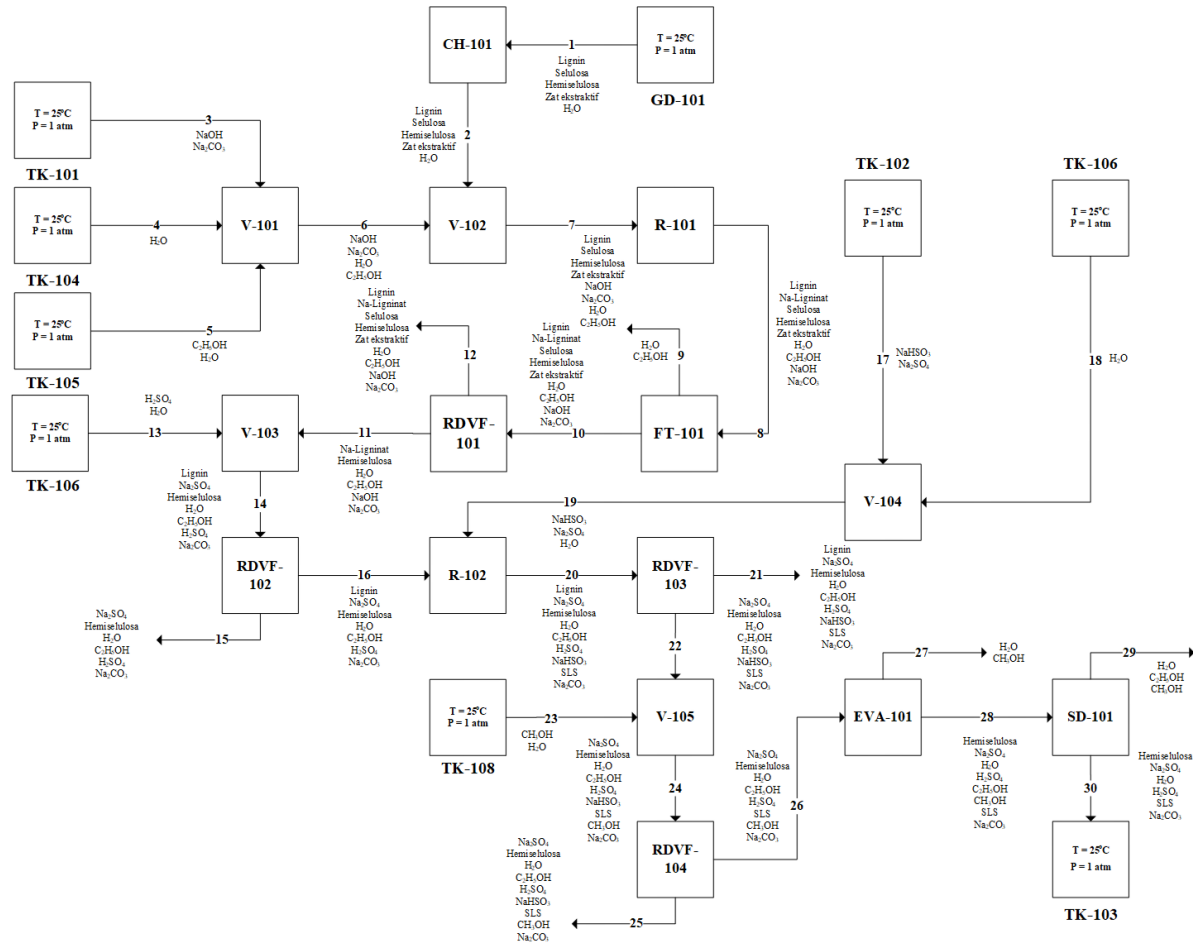 CH-101
1
Lignin
Selulosa
Hemiselulosa
Zat ekstraktif
H₂O
T = 25°C
P = 1 atm
GD-101
Lignin
Selulosa
Hemiselulosa
Zat ekstraktif
H₂O
2
T = 25°C
P = 1 atm
TK-101
3
NaOH
Na₂CO₃
T = 25°C
P = 1 atm
TK-104
4
H₂O
V-101
6
NaOH
Na₂CO₃
H₂O
C₂H₅OH
V-102
7
Lignin
Selulosa
Hemiselulosa
Zat ekstraktif
NaOH
Na₂CO₃
H₂O
C₂H₅OH
R-101
TK-102
T = 25°C
P = 1 atm
TK-106
T = 25°C
P = 1 atm
T = 25°C
P = 1 atm
TK-105
5
C₂H₅OH
H₂O
Lignin
Na-Ligninat
Selulosa
Hemiselulosa
Zat ekstraktif
H₂O
C₂H₅OH
NaOH
Na₂CO₃
12
Lignin
Na-Ligninat
Selulosa
Hemiselulosa
Zat ekstraktif
H₂O
C₂H₅OH
NaOH
Na₂CO₃
H₂O
C₂H₅OH
9
Lignin
Na-Ligninat
Selulosa
Hemiselulosa
Zat ekstraktif
H₂O
C₂H₅OH
NaOH
Na₂CO₃
17
NaHSO₃
Na₂SO₄
18
H₂O
T = 25°C
P = 1 atm
TK-106
H₂SO₄
H₂O
13
V-103
11
Na-Ligninat
Hemiselulosa
H₂O
C₂H₅OH
NaOH
Na₂CO₃
RDVF-
101
10
FT-101
8
Lignin
Na₂SO₄
Hemiselulosa
H₂O
C₂H₅OH
H₂SO₄
Na₂CO₃
14
19
NaHSO₃
Na₂SO₄
H₂O
V-104
RDVF-
102
16
Lignin
Na₂SO₄
Hemiselulosa
H₂O
C₂H₅OH
H₂SO₄
Na₂CO₃
R-102
20
Lignin
Na₂SO₄
Hemiselulosa
H₂O
C₂H₅OH
H₂SO₄
NaHSO₃
SLS
Na₂CO₃
RDVF-
103
21
Na₂SO₄
Hemiselulosa
H₂O
C₂H₅OH
H₂SO₄
NaHSO₃
SLS
Na₂CO₃
Lignin
Na₂SO₄
Hemiselulosa
H₂O
C₂H₅OH
H₂SO₄
NaHSO₃
SLS
Na₂CO₃
Na₂SO₄
Hemiselulosa
H₂O
C₂H₅OH
H₂SO₄
Na₂CO₃
15
22
T = 25°C
P = 1 atm
TK-108
23
CH₃OH
H₂O
V-105
Na₂SO₄
Hemiselulosa
H₂O
C₂H₅OH
H₂SO₄
NaHSO₃
SLS
CH₃OH
Na₂CO₃
24
Na₂SO₄
Hemiselulosa
H₂O
C₂H₅OH
H₂SO₄
SLS
CH₃OH
Na₂CO₃
26
EVA-101
27
H₂O
CH₃OH
28
Hemiselulosa
Na₂SO₄
H₂O
H₂SO₄
C₂H₅OH
CH₃OH
SLS
Na₂CO₃
SD-101
29
H₂O
C₂H₅OH
CH₃OH
30
Hemiselulosa
Na₂SO₄
H₂O
H₂SO₄
SLS
Na₂CO₃
RDVF-
104
Na₂SO₄
Hemiselulosa
H₂O
C₂H₅OH
H₂SO₄
NaHSO₃
SLS
CH₃OH
Na₂CO₃
25
T = 25°C
P = 1 atm
TK-103